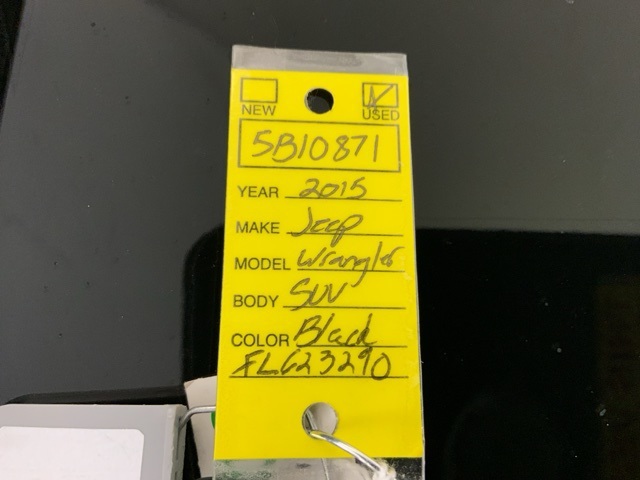 NEW USED
5B10871
YEAR 2015
MAKE Jeep
MODEL Wrangler
BODY SUV
COLOR Black
FL623290